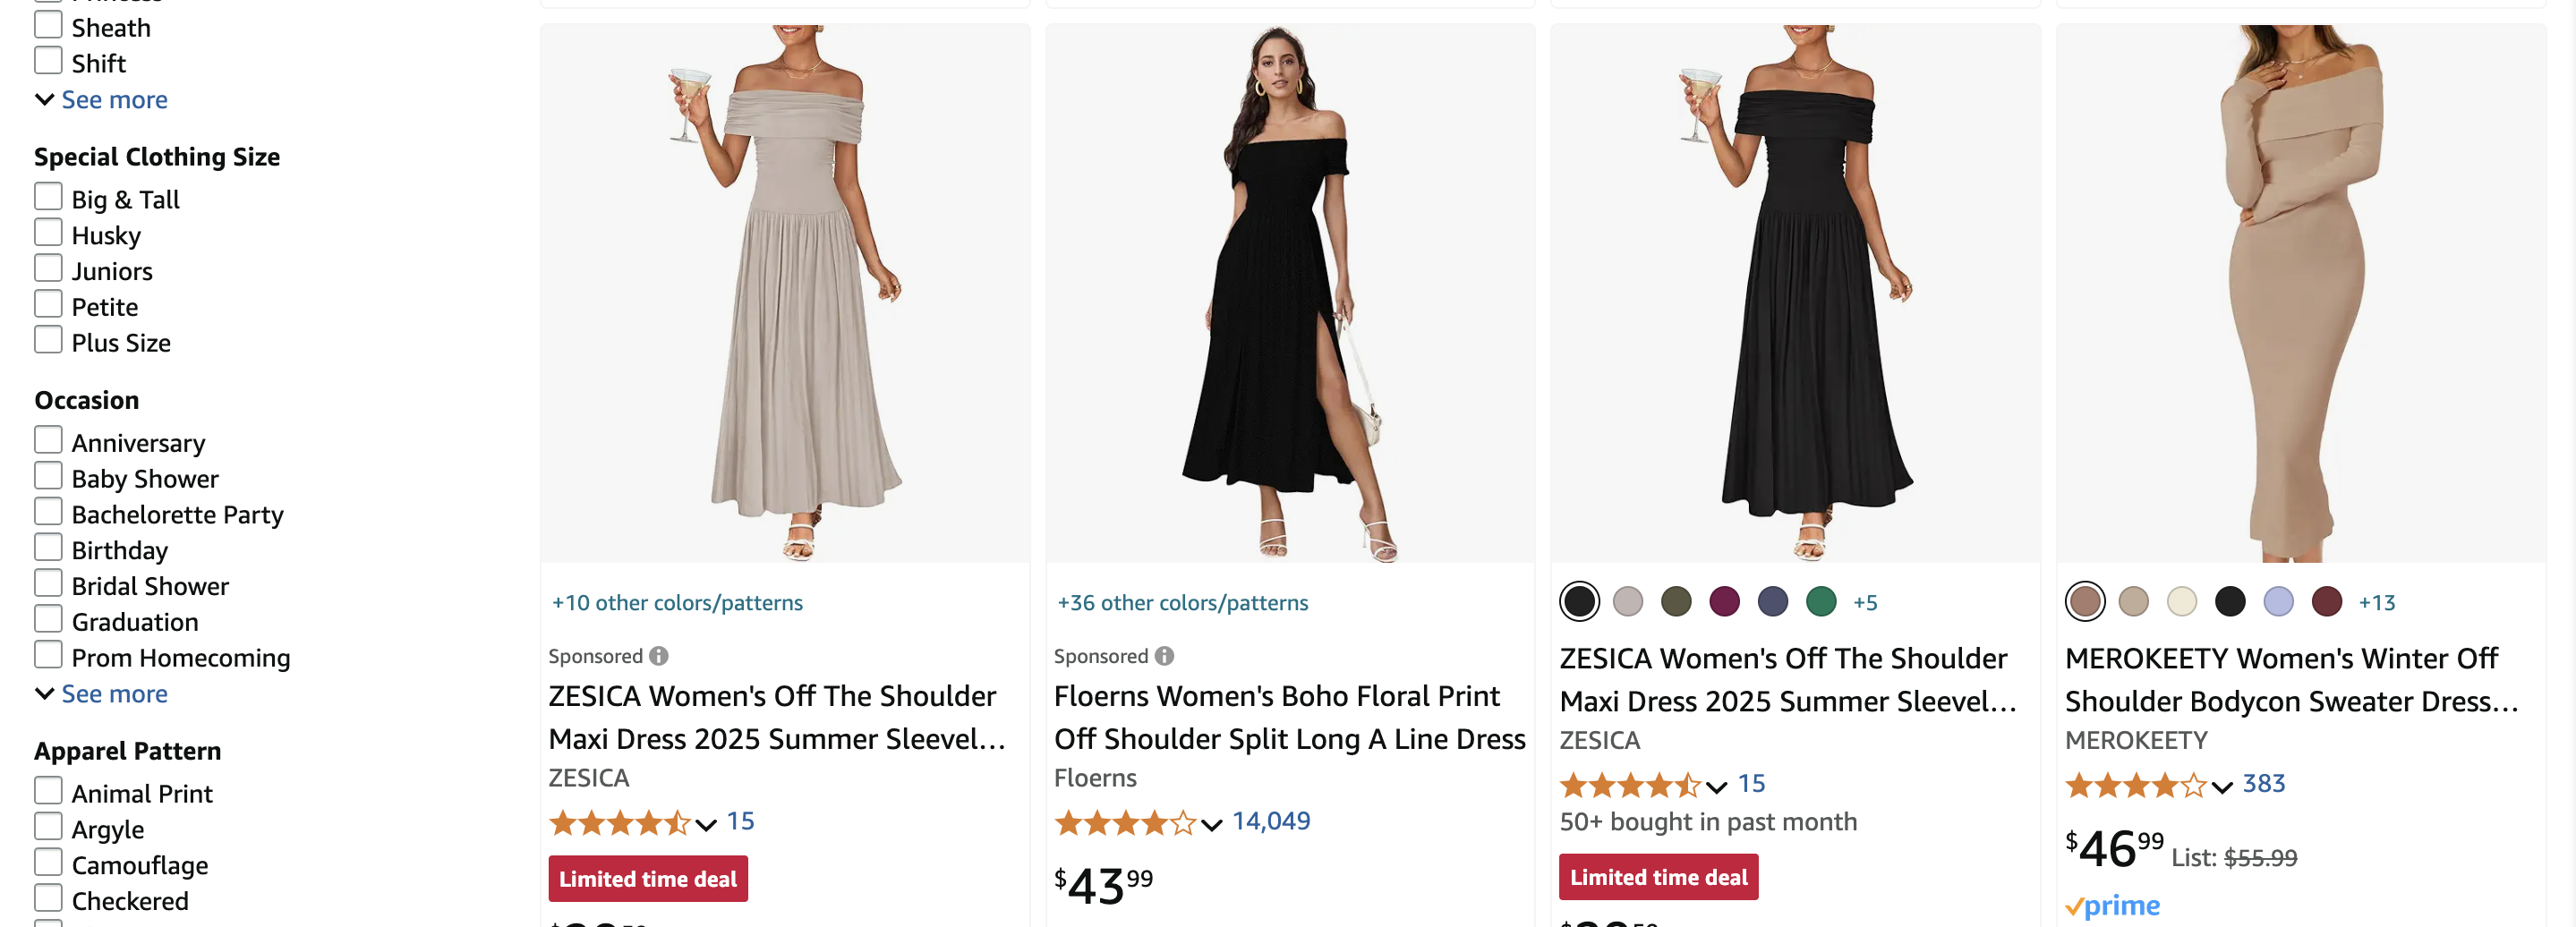 Sheath
Shift
See more
Special Clothing Size
Big & Tall
Husky
Juniors
Petite
Plus Size
Occasion
Anniversary
Baby Shower
Bachelorette Party
Birthday
Bridal Shower
Graduation
Prom Homecoming
See more
Apparel Pattern
Animal Print
Argyle
Camouflage
Checkered
+10 other colors/patterns
Sponsored
ZESICA Women's Off The Shoulder
Maxi Dress 2025 Summer Sleevel...
ZESICA
15
Limited time deal
+36 other colors/patterns
Sponsored
Floerns Women's Boho Floral Print
Off Shoulder Split Long A Line Dress
Floerns
14,049
$43.99
+5
ZESICA Women's Off The Shoulder
Maxi Dress 2025 Summer Sleevel...
ZESICA
15
50+ bought in past month
Limited time deal
+13
MEROKEETY Women's Winter Off
Shoulder Bodycon Sweater Dress...
MEROKEETY
383
$46.99 List: $55.99
prime